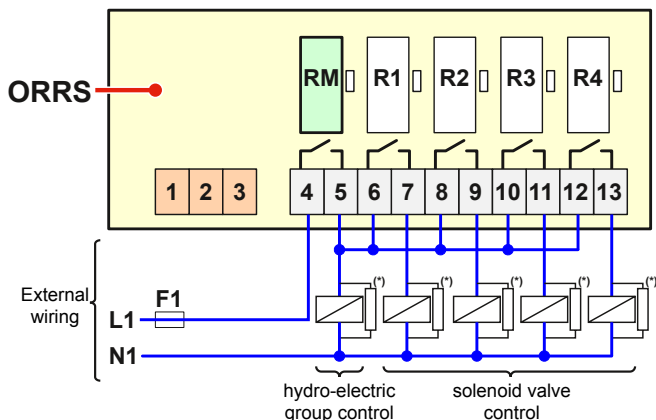 ORRS
RM R1 R2 R3 R4
1 2 3 4 5 6 7 8 9 10 11 12 13
(*) (*) (*) (*) (*)
External
wiring
F1
L1
N1
hydro-electric
group control
solenoid valve
control